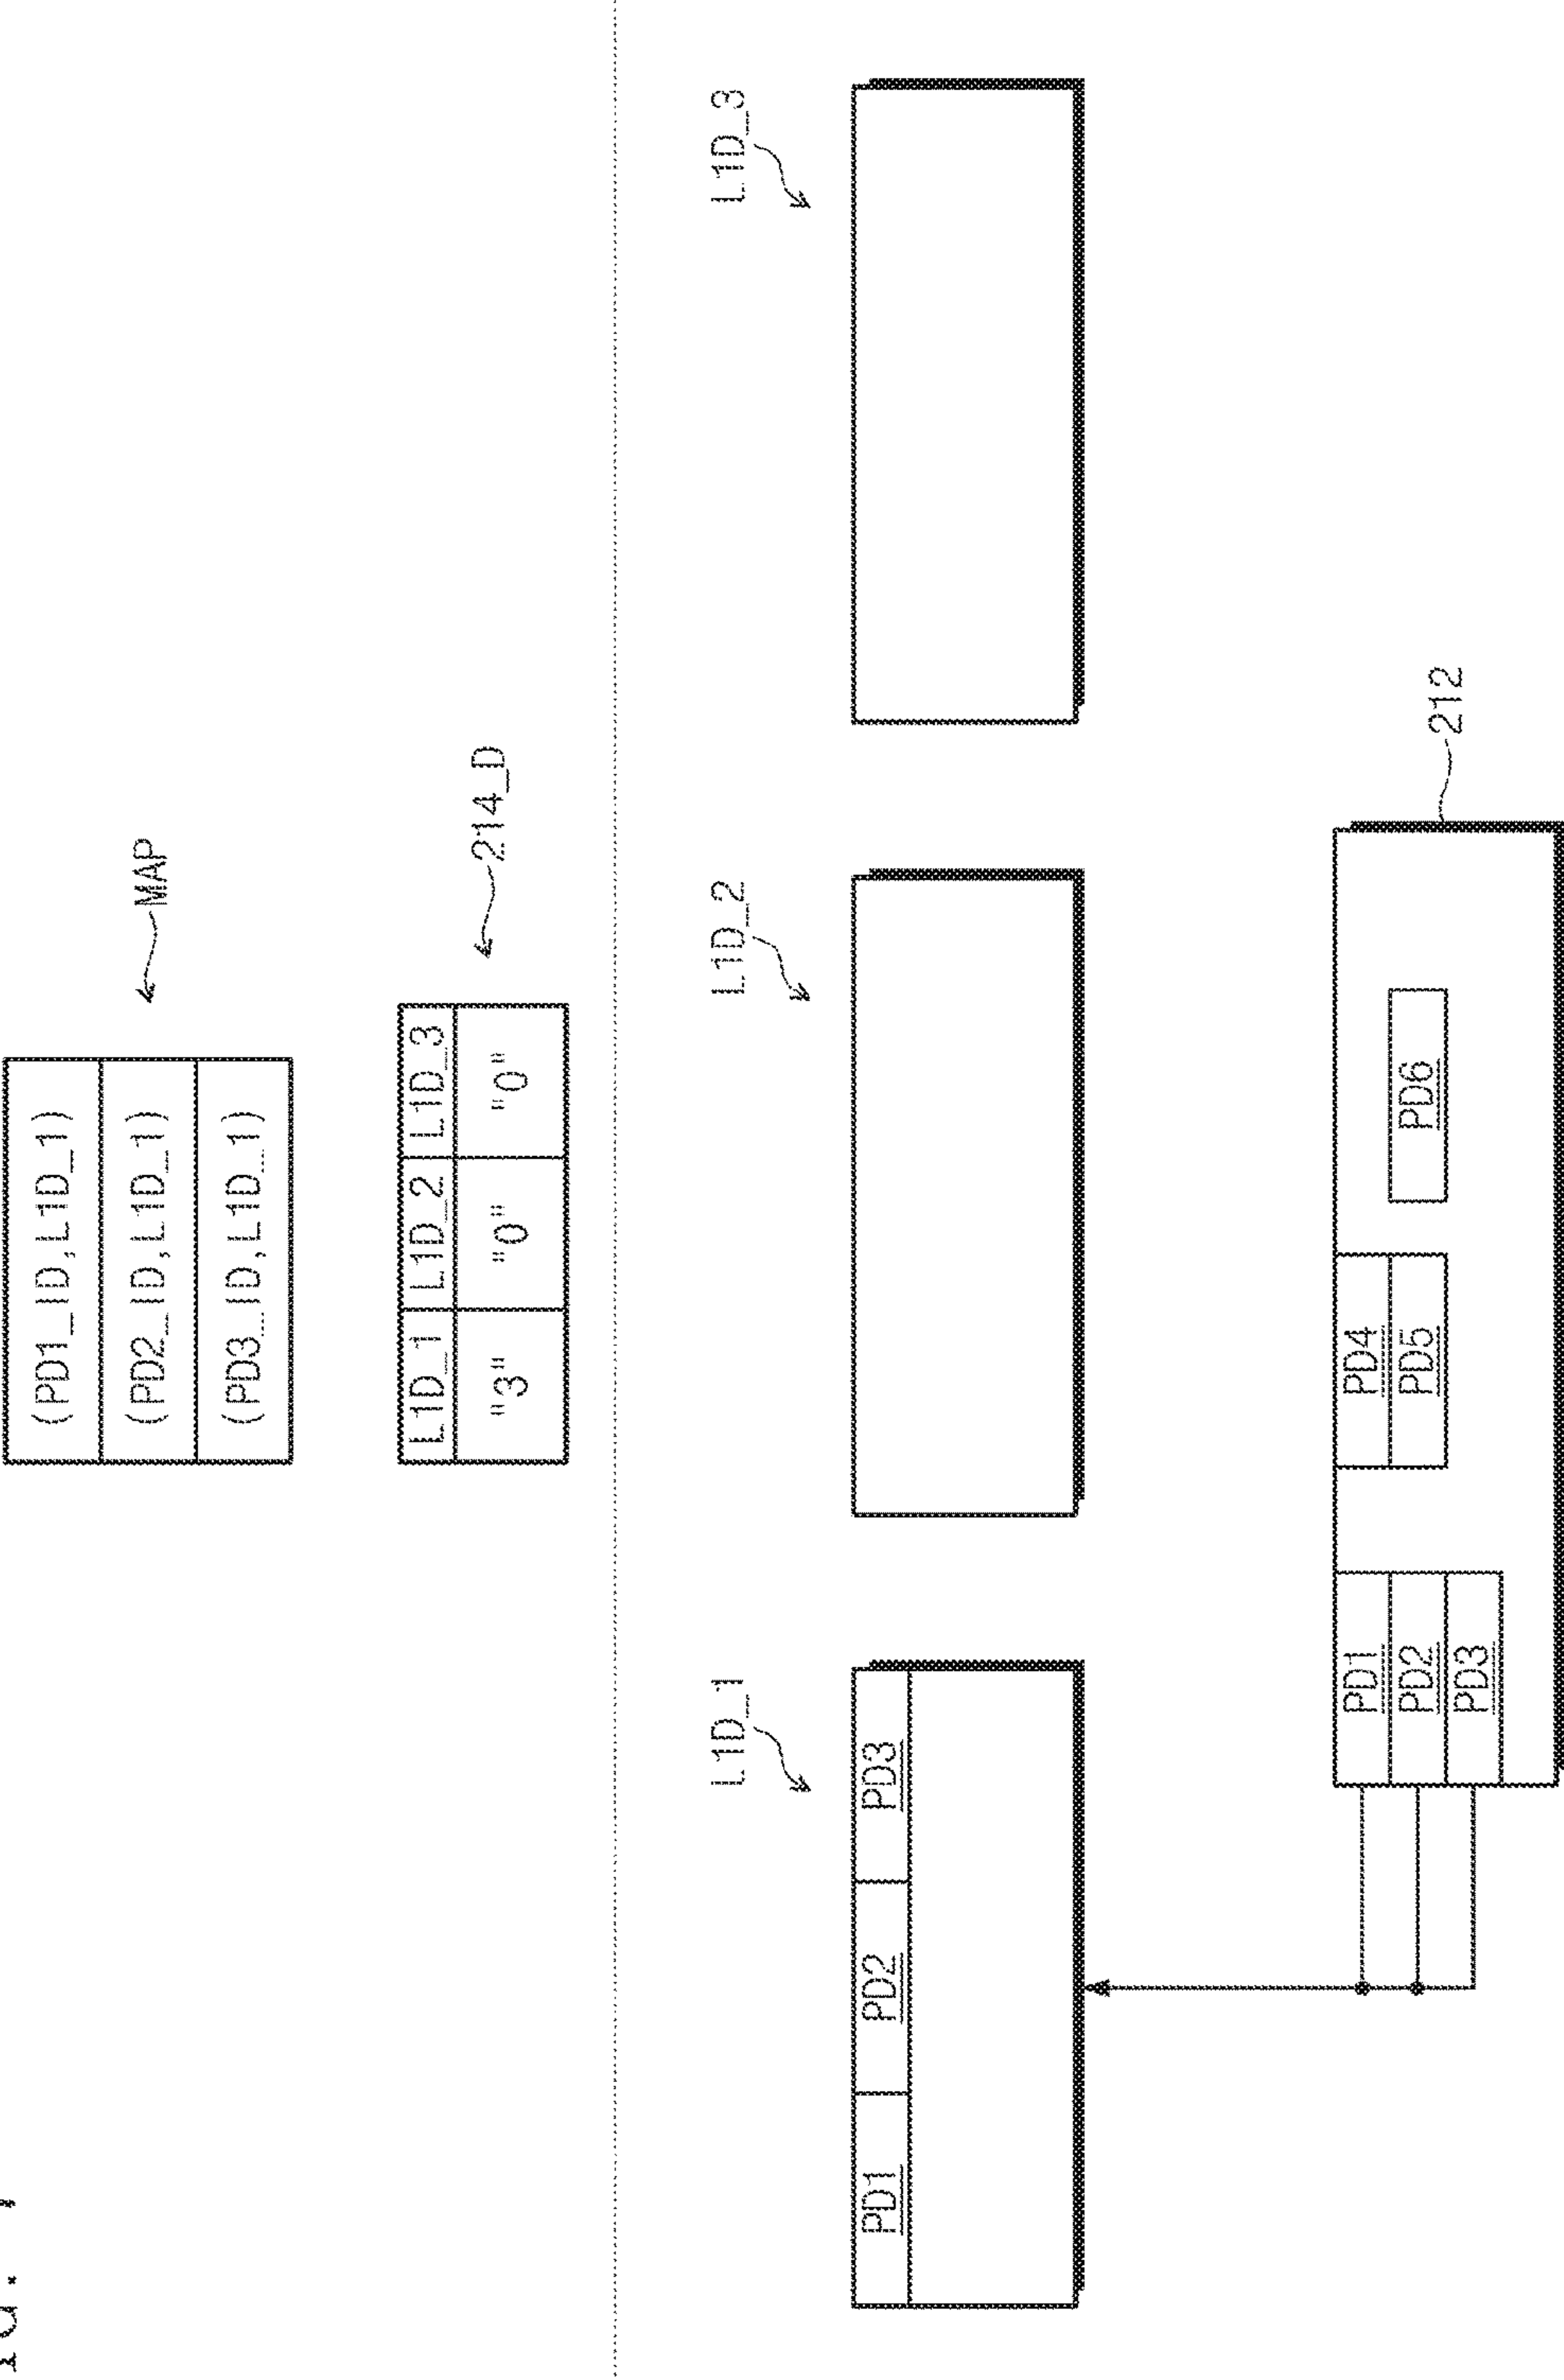 (PD1_ID,L1D_1)
(PD2_ID,L1D_1)
(PD3_ID,L1D_1)
MAP
L1D_1 L1D_2 L1D_3
"3" "0" "0"
214_D
L1D_1
L1D_2
L1D_3
PD1 PD2 PD3
PD1
PD2
PD3
PD4
PD5
PD6
212